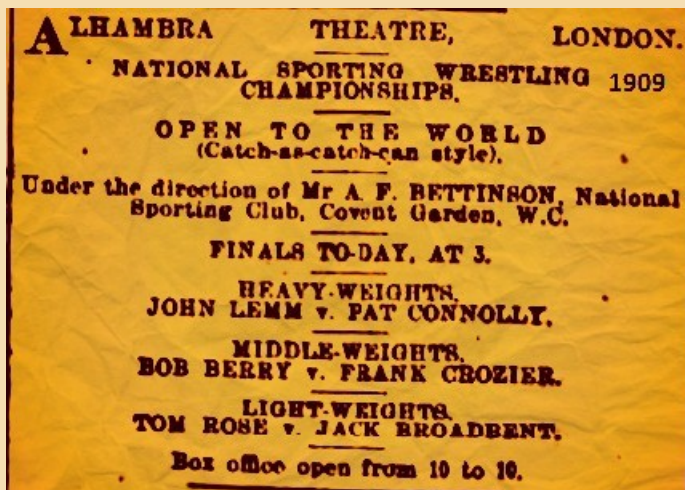 ALHAMBRA THEATRE, LONDON.
NATIONAL SPORTING WRESTLING 1909
CHAMPIONSHIPS.
OPEN TO THE WORLD
(Catch-as-catch-can style).
Under the direction of Mr A. F. BETTINSON, National
Sporting Club, Covent Garden, W.C.
FINALS TO-DAY, AT 3.
HEAVY-WEIGHTS.
JOHN LEMM v. PAT CONNOLLY.
MIDDLE-WEIGHTS.
BOB BERRY v. FRANK CROZIER.
LIGHT-WEIGHTS.
TOM ROSE v. JACK BROADBENT.
Box office open from 10 to 10.